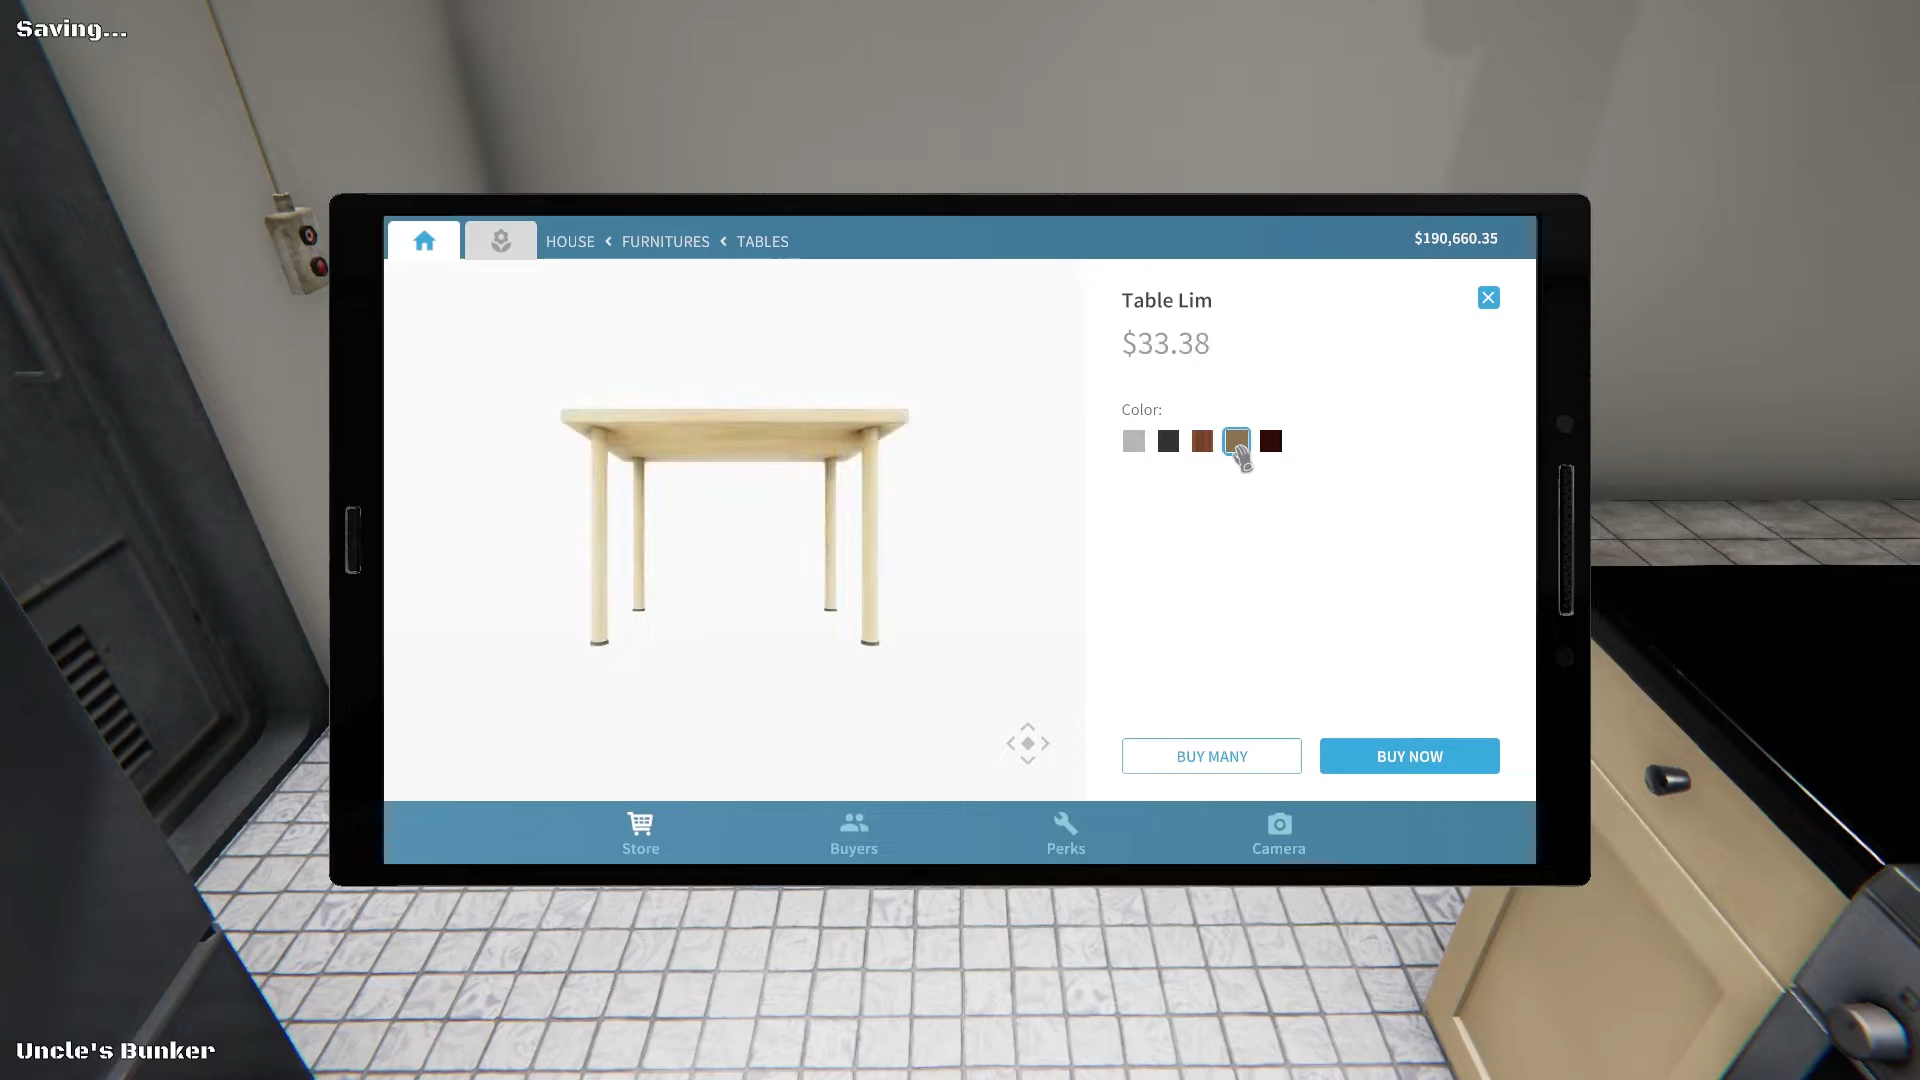 Saving...
HOUSE < FURNITURES < TABLES
$190,660.35
Table Lim
$33.38
Color:
BUY MANY
BUY NOW
Store
Buyers
Perks
Camera
Uncle's Bunker